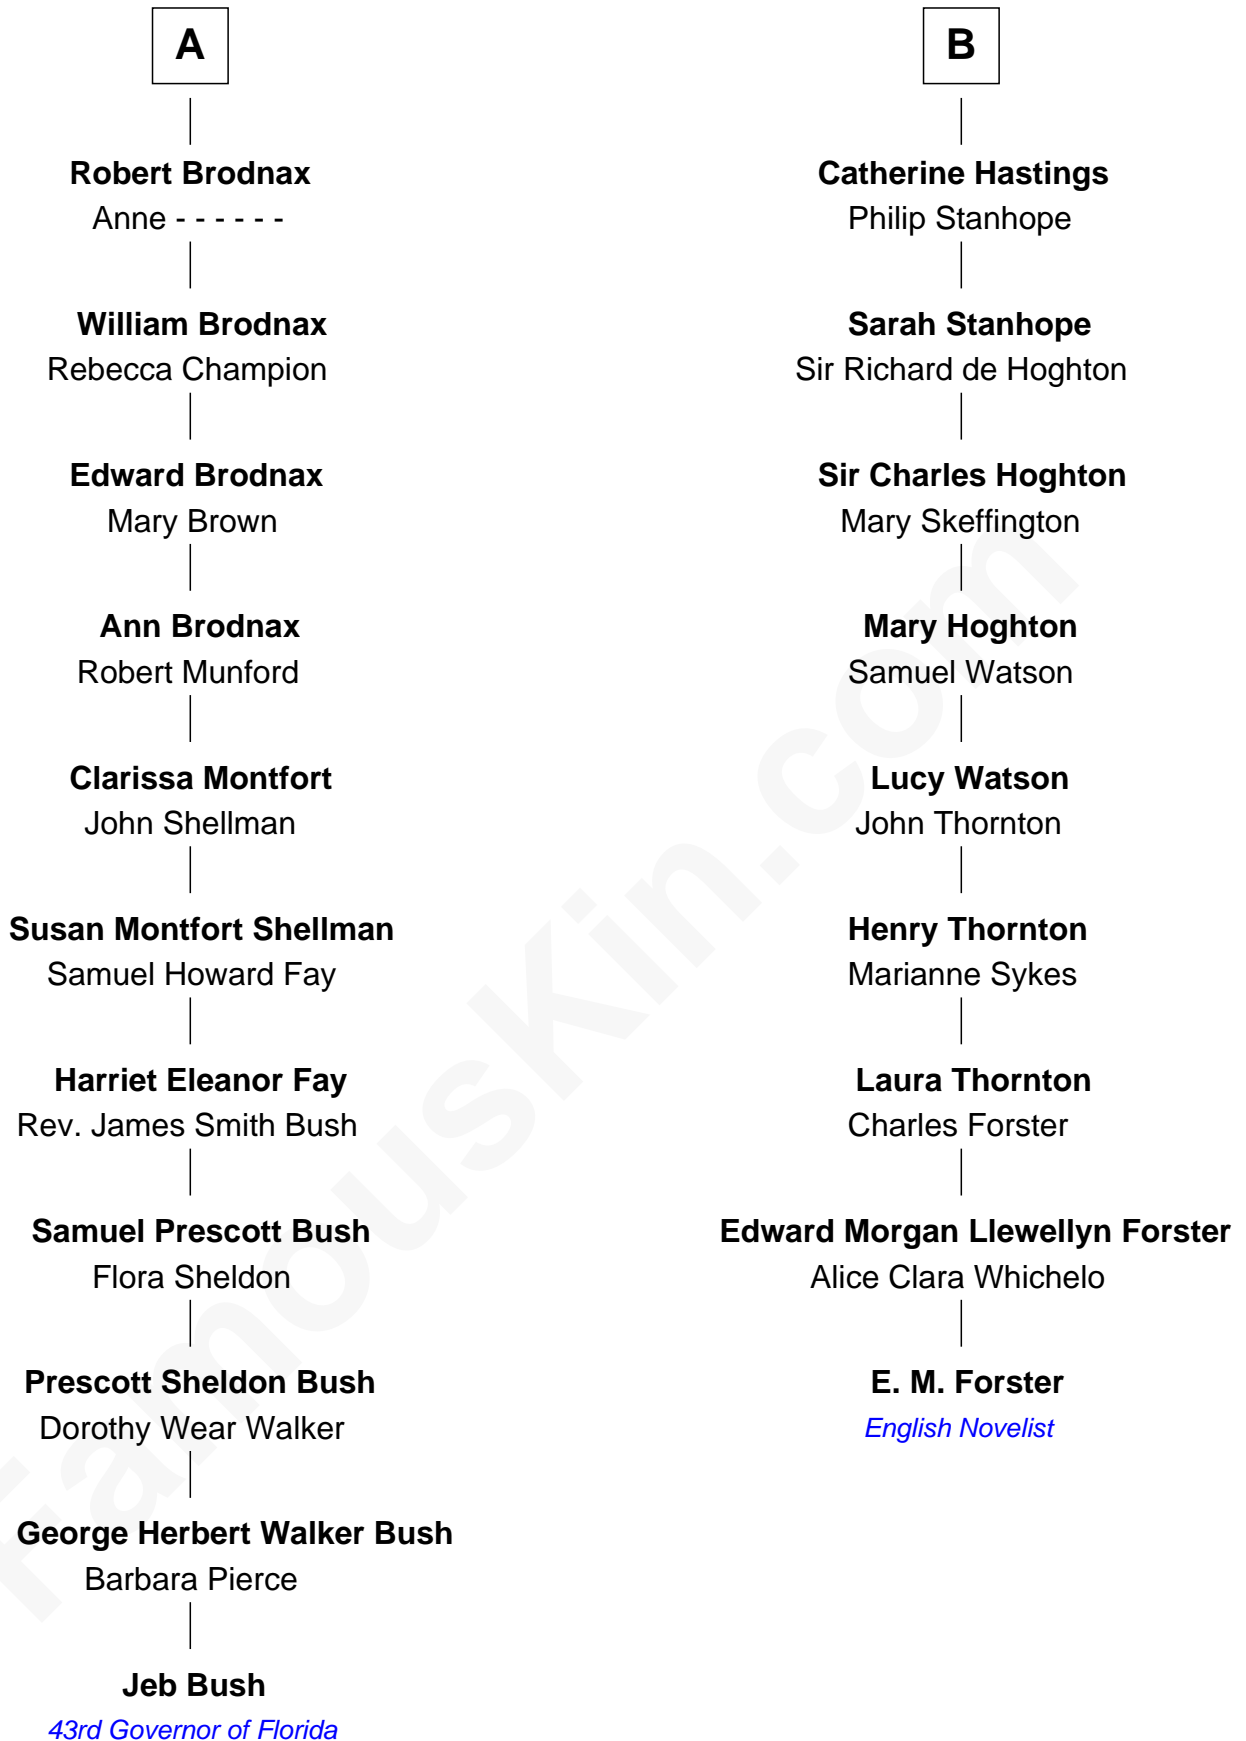 A
Robert Brodnax
Anne - - - - - -
William Brodnax
Rebecca Champion
Edward Brodnax
Mary Brown
Ann Brodnax
Robert Munford
Clarissa Montfort
John Shellman
Susan Montfort Shellman
Samuel Howard Fay
Harriet Eleanor Fay
Rev. James Smith Bush
Samuel Prescott Bush
Flora Sheldon
Prescott Sheldon Bush
Dorothy Wear Walker
George Herbert Walker Bush
Barbara Pierce
Jeb Bush
43rd Governor of Florida
B
Catherine Hastings
Philip Stanhope
Sarah Stanhope
Sir Richard de Hoghton
Sir Charles Hoghton
Mary Skeffington
Mary Hoghton
Samuel Watson
Lucy Watson
John Thornton
Henry Thornton
Marianne Sykes
Laura Thornton
Charles Forster
Edward Morgan Llewellyn Forster
Alice Clara Whichelo
E. M. Forster
English Novelist
FamousKin.com